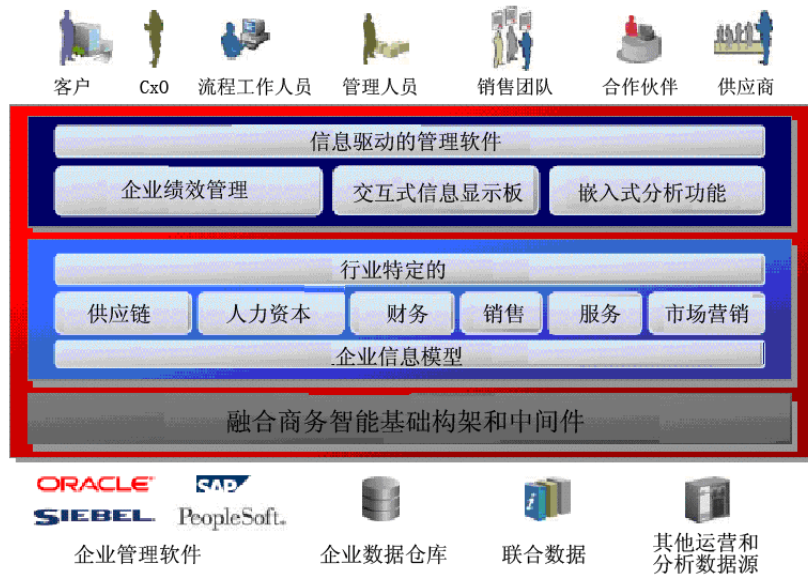 客户
CxO
流程工作人员
管理人员
销售团队
合作伙伴
供应商
信息驱动的管理软件
企业绩效管理
交互式信息显示板
嵌入式分析功能
行业特定的
供应链
人力资本
财务
销售
服务
市场营销
企业信息模型
融合商务智能基础构架和中间件
ORACLE
SAP
SIEBEL
PeopleSoft.
企业管理软件
企业数据仓库
联合数据
其他运营和
分析数据源